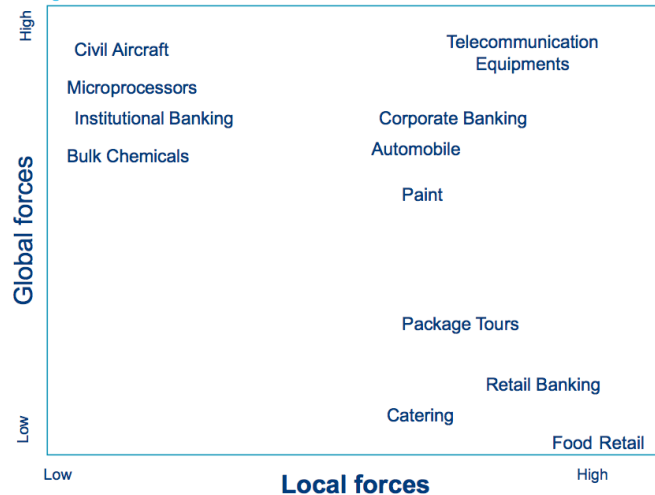 High
Civil Aircraft
Telecommunication
Equipments
Microprocessors
Institutional Banking
Corporate Banking
Automobile
Bulk Chemicals
Paint
Global forces
Package Tours
Retail Banking
Catering
Low
Food Retail
Low
High
Local forces